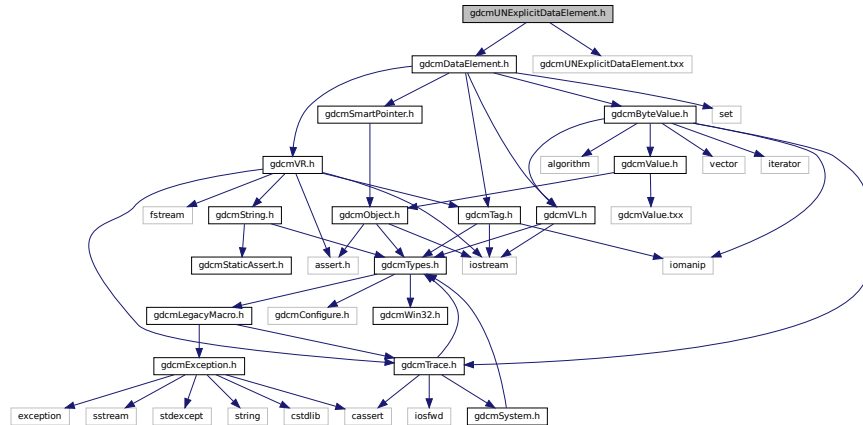 gdcmUNExplicitDataElement.h
gdcmDataElement.h
gdcmUNExplicitDataElement.txx
gdcmSmartPointer.h
gdcmByteValue.h
set
gdcmVR.h
algorithm
gdcmValue.h
vector
iterator
fstream
gdcmString.h
gdcmObject.h
gdcmTag.h
gdcmVL.h
gdcmValue.txx
gdcmStaticAssert.h
assert.h
gdcmTypes.h
iostream
iomanip
gdcmLegacyMacro.h
gdcmConfigure.h
gdcmWin32.h
gdcmException.h
gdcmTrace.h
exception
sstream
stdexcept
string
cstdlib
cassert
iosfwd
gdcmSystem.h